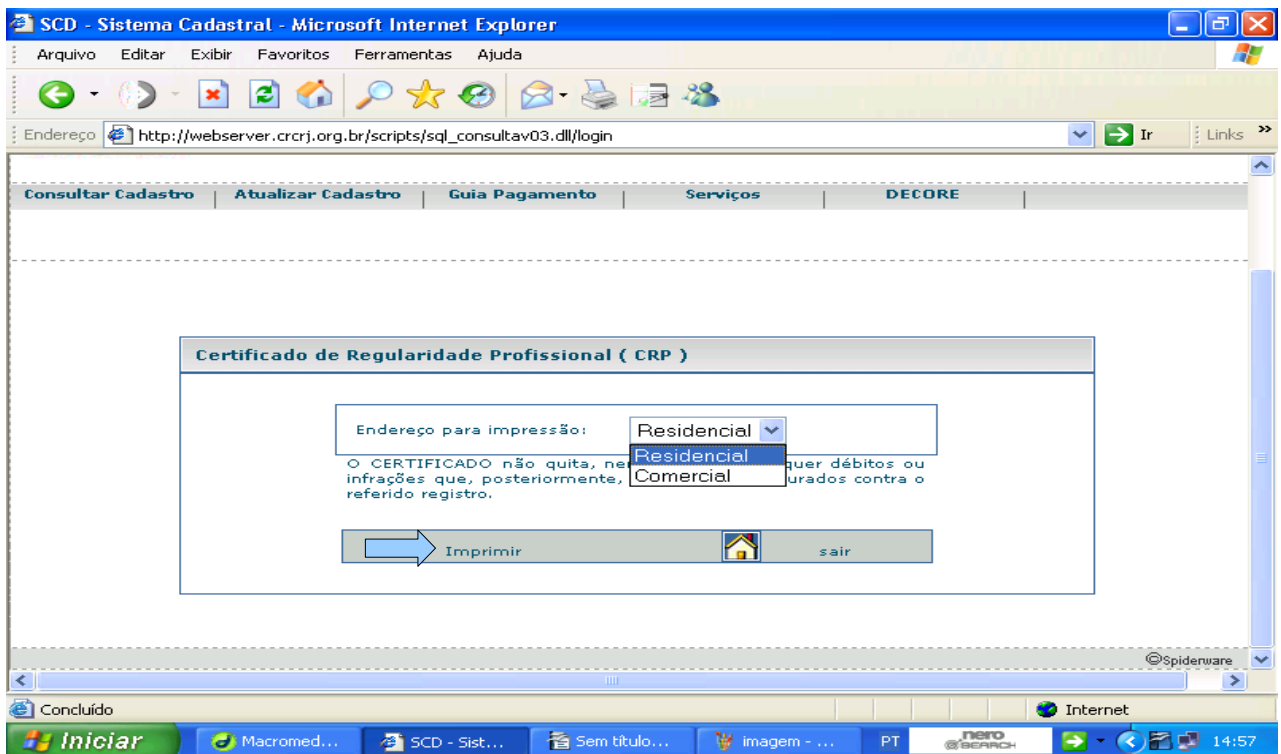 SCD - Sistema Cadastral - Microsoft Internet Explorer
Arquivo Editar Exibir Favoritos Ferramentas Ajuda
Endereço http://webserver.crcrj.org.br/scripts/sql_consultav03.dll/login Ir Links »
Consultar Cadastro | Atualizar Cadastro | Guia Pagamento | Serviços | DECORE |
Certificado de Regularidade Profissional ( CRP )
Endereço para impressão: Residencial
Residencial
Comercial
O CERTIFICADO não quita, ne quer débitos ou
infrações que, posteriormente, urados contra o
referido registro.
Imprimir sair
©Spiderware
Concluído Internet
Iniciar Macromed... SCD - Sist... Sem título... imagem - ... PT nero SEARCH 14:57